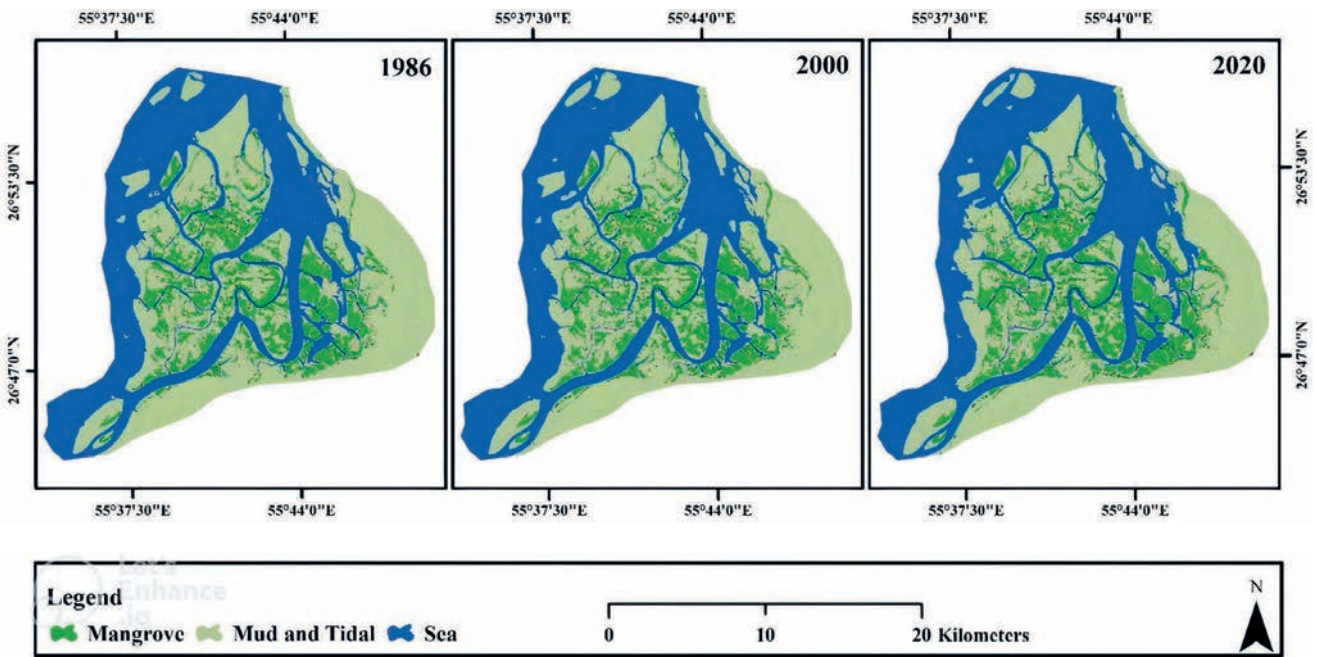 55°37'30"E 55°44'0"E 55°37'30"E 55°44'0"E 55°37'30"E 55°44'0"E
1986 2000 2020
26°53'30"N 26°53'30"N
26°47'0"N 26°47'0"N
55°37'30"E 55°44'0"E 55°37'30"E 55°44'0"E 55°37'30"E 55°44'0"E
Let's
Enhance
.io
Legend
Mangrove Mud and Tidal Sea
0 10 20 Kilometers
N